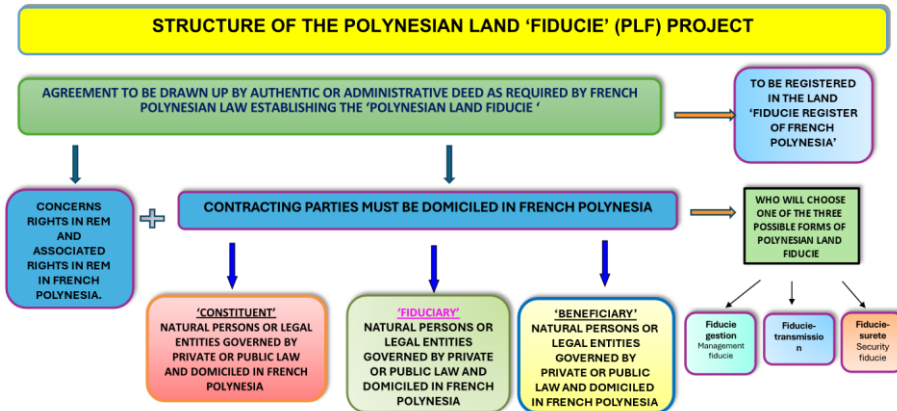 STRUCTURE OF THE POLYNESIAN LAND ‘FIDUCIE’ (PLF) PROJECT
AGREEMENT TO BE DRAWN UP BY AUTHENTIC OR ADMINISTRATIVE DEED AS REQUIRED BY FRENCH
POLYNESIAN LAW ESTABLISHING THE ‘POLYNESIAN LAND FIDUCIE ‘
TO BE REGISTERED
IN THE LAND
‘FIDUCIE REGISTER
OF FRENCH
POLYNESIA’
CONCERNS
RIGHTS IN REM
AND
ASSOCIATED
RIGHTS IN REM
IN FRENCH
POLYNESIA.
CONTRACTING PARTIES MUST BE DOMICILED IN FRENCH POLYNESIA
WHO WILL CHOOSE
ONE OF THE THREE
POSSIBLE FORMS OF
POLYNESIAN LAND
FIDUCIE
‘CONSTITUENT’
NATURAL PERSONS OR LEGAL
ENTITIES GOVERNED BY
PRIVATE OR PUBLIC LAW
AND DOMICILED IN FRENCH
POLYNESIA
‘FIDUCIARY’
NATURAL PERSONS OR
LEGAL ENTITIES
GOVERNED BY PRIVATE
OR PUBLIC LAW AND
DOMICILED IN FRENCH
POLYNESIA
‘BENEFICIARY’
NATURAL PERSONS OR
LEGAL ENTITIES
GOVERNED BY
PRIVATE OR PUBLIC
LAW AND DOMICILED
IN FRENCH POLYNESIA
Fiducie
gestion
Management
fiducie
Fiducie-
transmissio
n
Fiducie-
surete
Security
fiducie